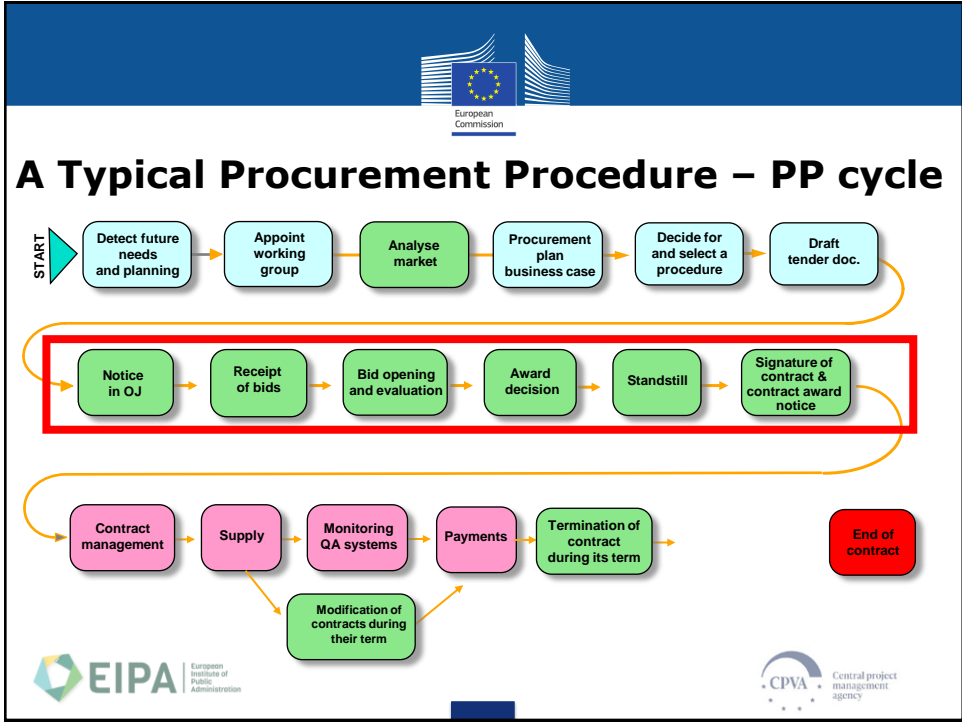 European
Commission
A Typical Procurement Procedure – PP cycle
START
Detect future
needs
and planning
Appoint
working
group
Analyse
market
Procurement
plan
business case
Decide for
and select a
procedure
Draft
tender doc.
Notice
in OJ
Receipt
of bids
Bid opening
and evaluation
Award
decision
Standstill
Signature of
contract &
contract award
notice
Contract
management
Supply
Monitoring
QA systems
Payments
Termination of
contract
during its term
End of
contract
Modification of
contracts during
their term
EIPA
European
Institute of
Public
Administration
CPVA
Central project
management
agency